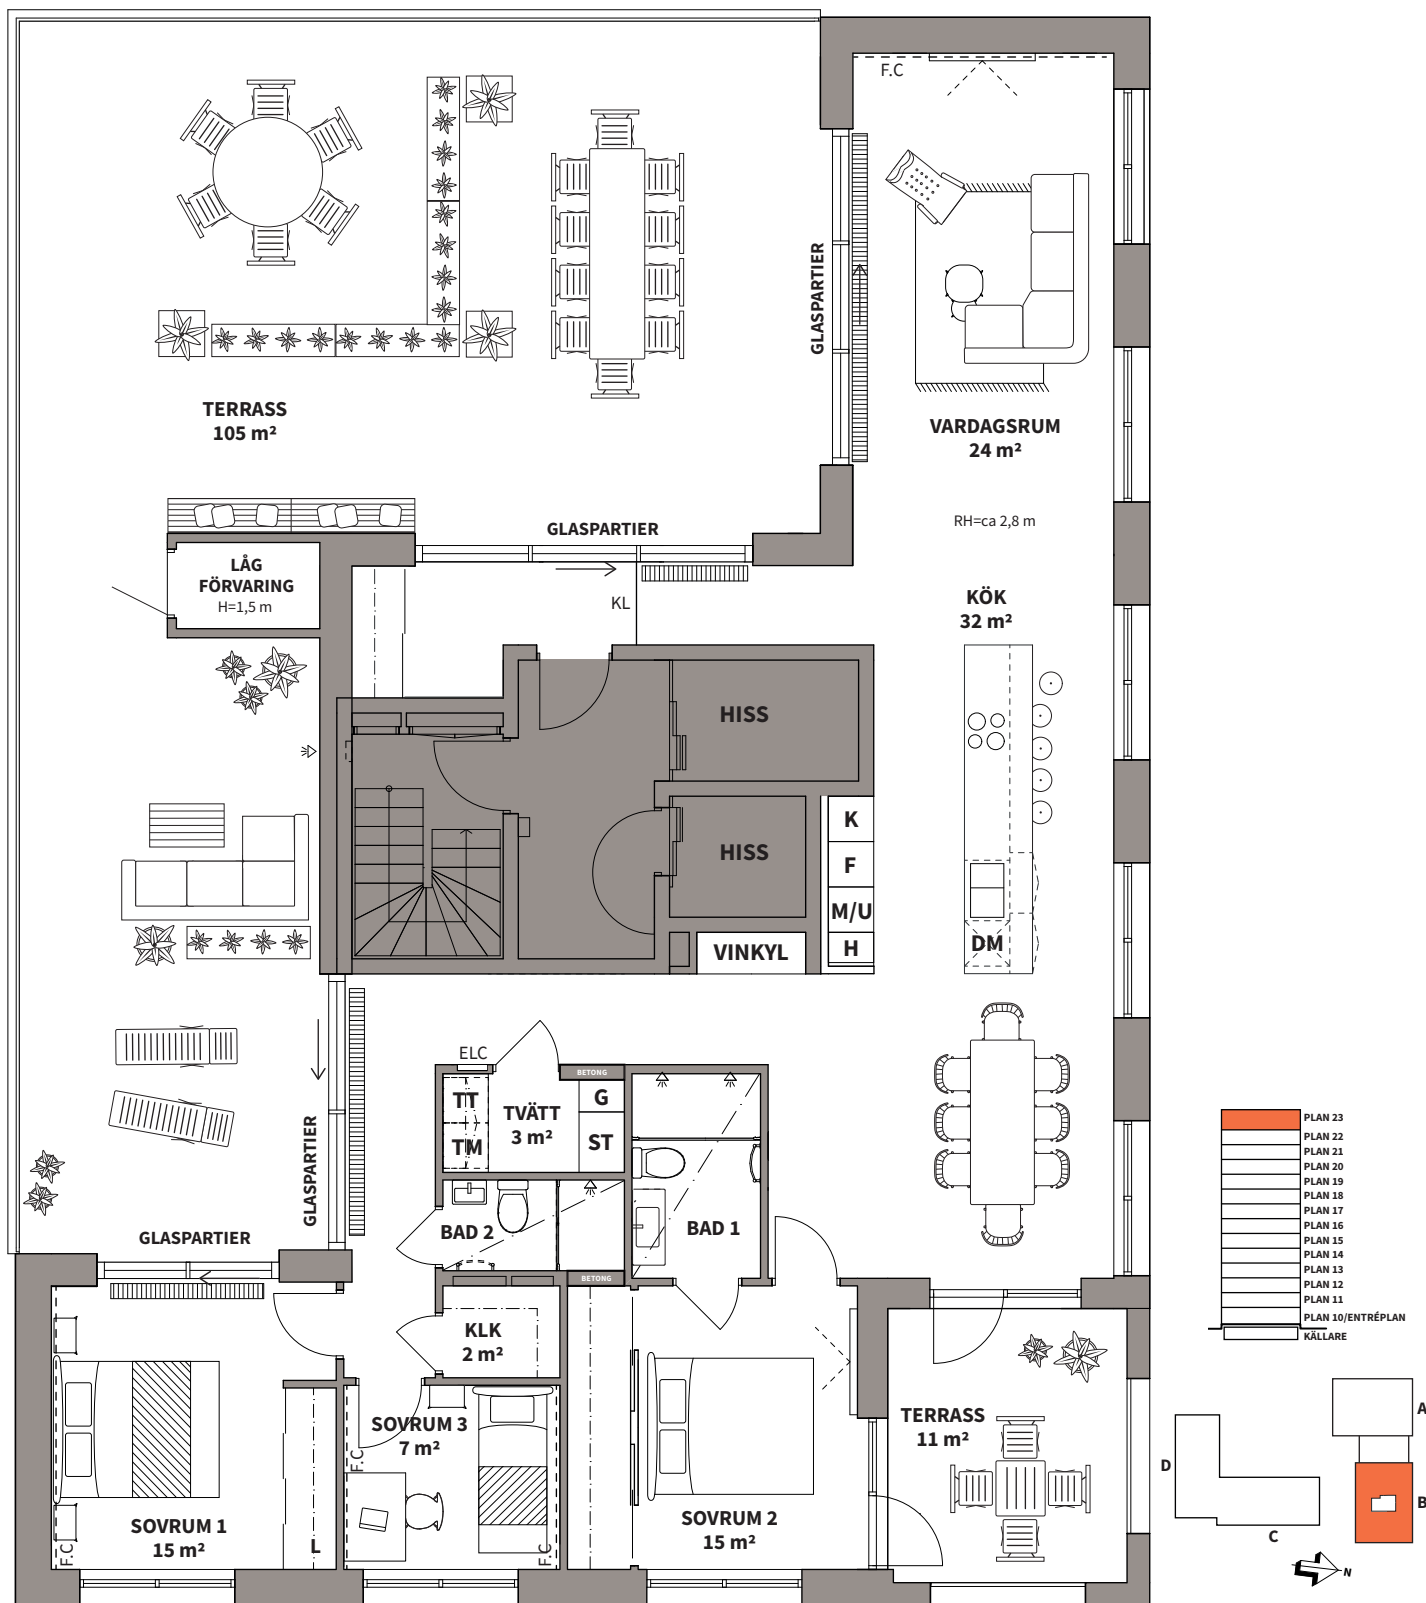 F.C
GLASPARTIER
TERRASS
105 m²
VARDAGSRUM
24 m²
RH=ca 2,8 m
GLASPARTIER
LÅG
FÖRVARING
H=1,5 m
KL
KÖK
32 m²
HISS
HISS
K
F
M/U
H
VINKYL
DM
ELC
BETONG
TT
TM
TVÄTT
3 m²
G
ST
GLASPARTIER
BAD 2
BAD 1
GLASPARTIER
BETONG
KLK
2 m²
SOVRUM 3
7 m²
F.C
TERRASS
11 m²
SOVRUM 1
15 m²
F.C
L
F.C
SOVRUM 2
15 m²
PLAN 23
PLAN 22
PLAN 21
PLAN 20
PLAN 19
PLAN 18
PLAN 17
PLAN 16
PLAN 15
PLAN 14
PLAN 13
PLAN 12
PLAN 11
PLAN 10/ENTRÉPLAN
KÄLLARE
A
D
B
C
N